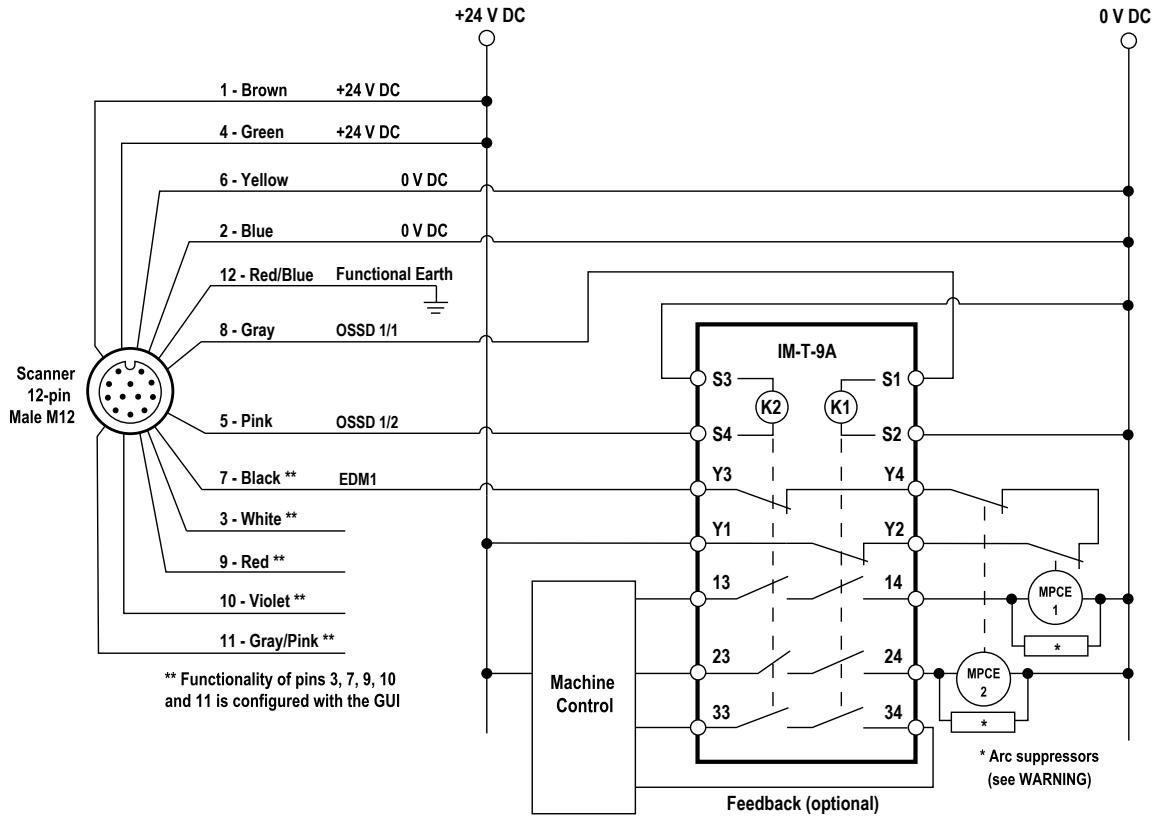 +24 V DC
0 V DC
1 - Brown +24 V DC
4 - Green +24 V DC
6 - Yellow 0 V DC
2 - Blue 0 V DC
12 - Red/Blue Functional Earth
8 - Gray OSSD 1/1
Scanner
12-pin
Male M12
5 - Pink OSSD 1/2
7 - Black ** EDM1
3 - White **
9 - Red **
10 - Violet **
11 - Gray/Pink **
** Functionality of pins 3, 7, 9, 10
and 11 is configured with the GUI
IM-T-9A
S3 S1
K2 K1
S4 S2
Y3 Y4
Y1 Y2
13 14
23 24
33 34
Machine
Control
MPCE
1
*
MPCE
2
*
* Arc suppressors
(see WARNING)
Feedback (optional)